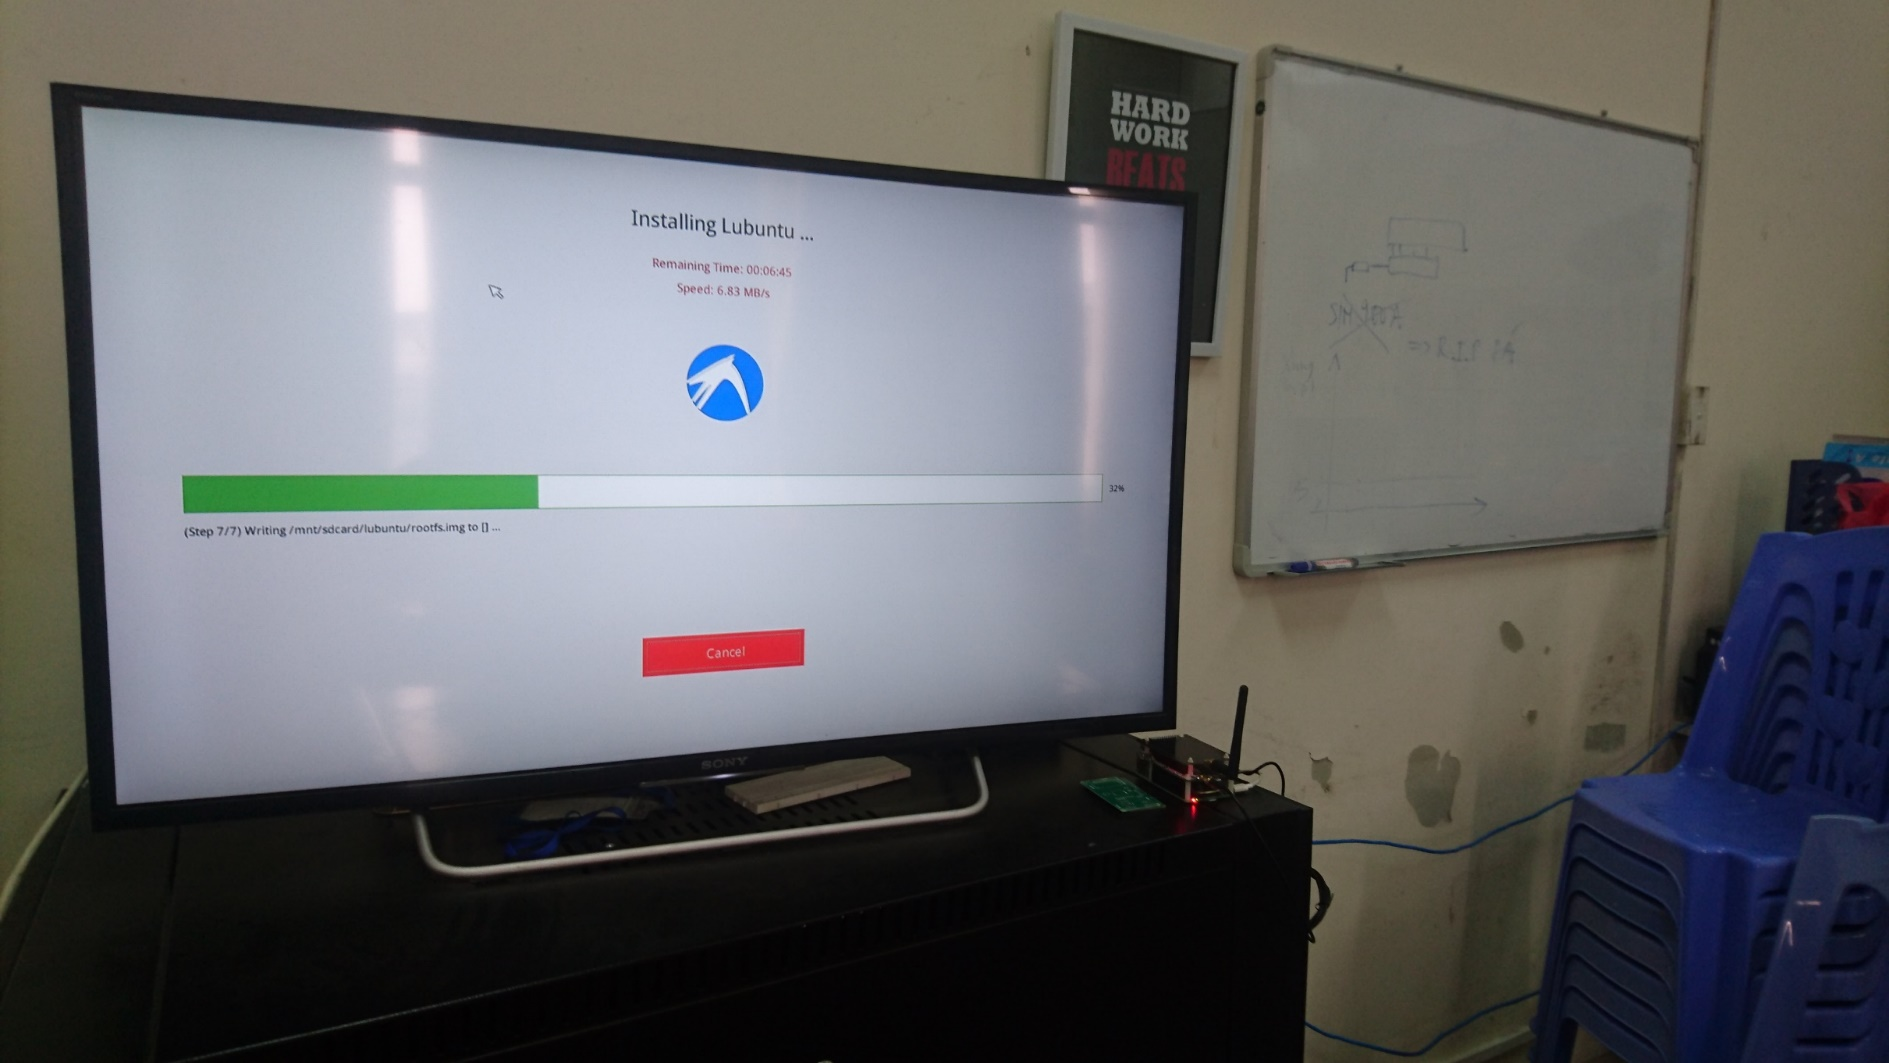 Installing Lubuntu ...
Remaining Time: 00:06:45
Speed: 6.83 MB/s
32%
(Step 7/7) Writing /mnt/sdcard/lubuntu/rootfs.img to [] ...
Cancel
SONY
HARD
WORK
BEATS